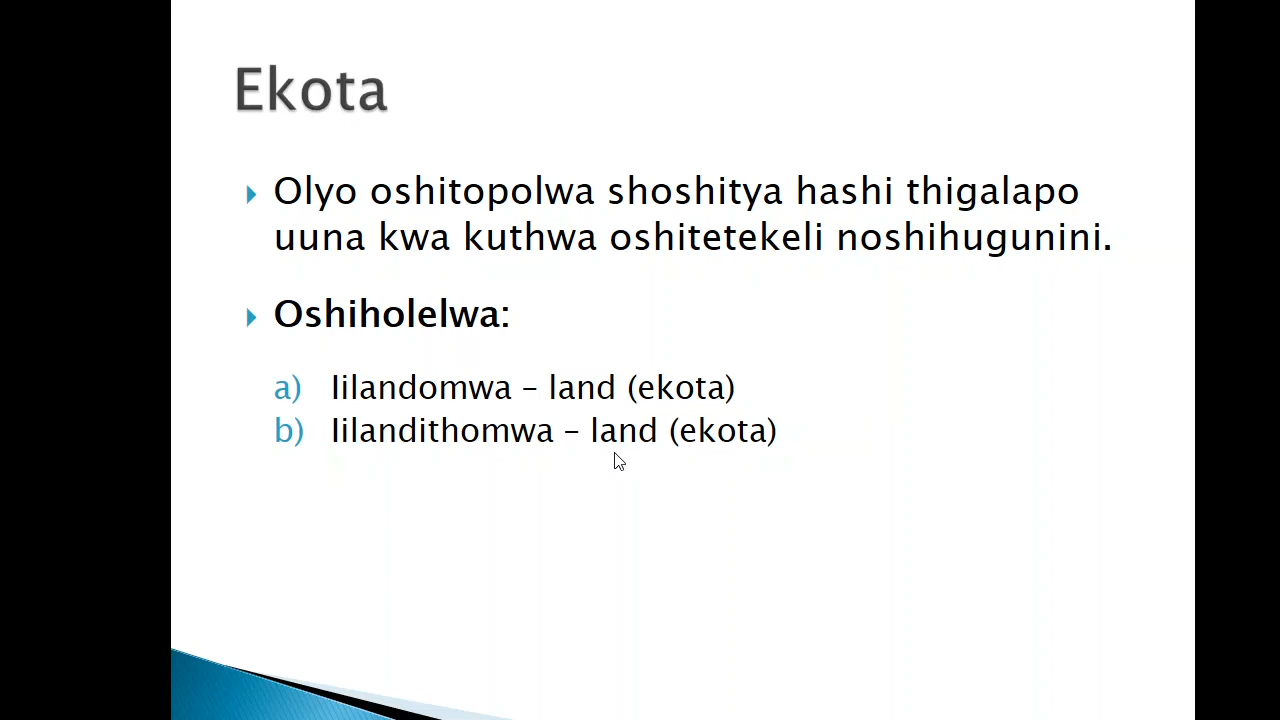 Ekota
Olyo oshitopolwa shoshitya hashi thigalapo
uuna kwa kuthwa oshitetekeli noshihugunini.
Oshiholelwa:
a) Iilandomwa – land (ekota)
b) Iilandithomwa – land (ekota)